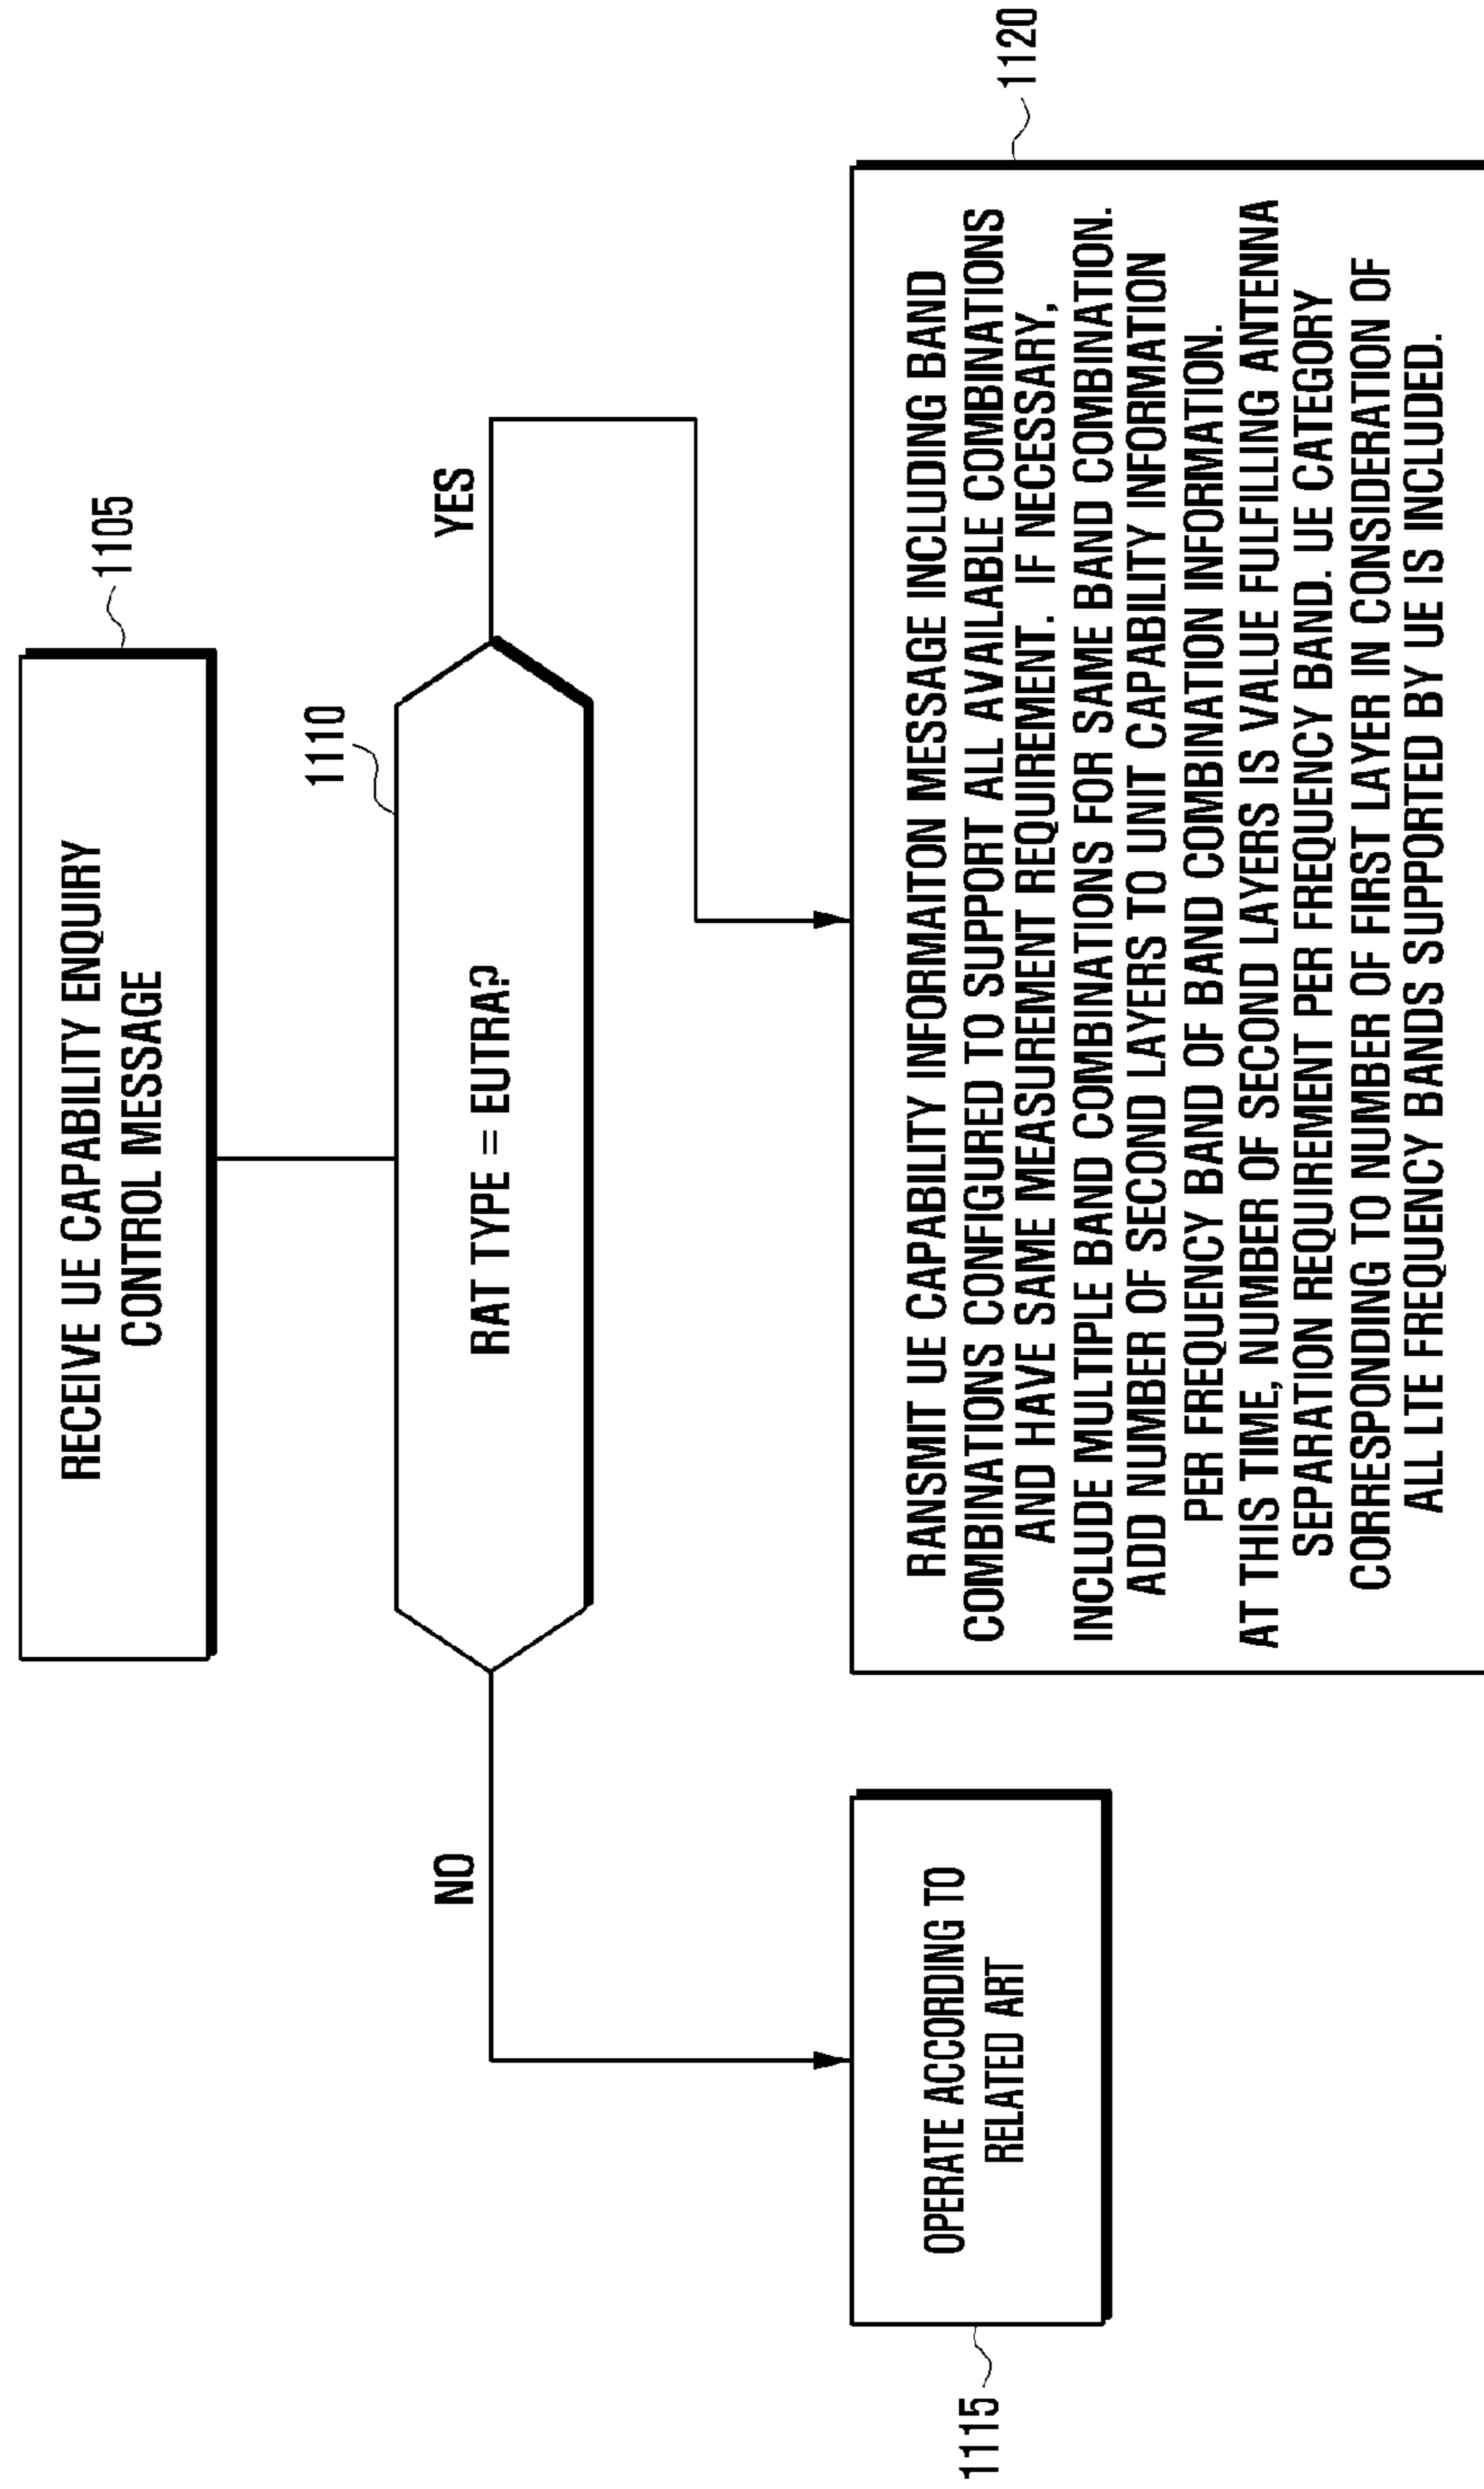 1105
RECEIVE UE CAPABILITY ENQUIRY
CONTROL MESSAGE
1110
RAT TYPE = EUTRA?
NO
YES
1115
OPERATE ACCORDING TO
RELATED ART
1120
RANSMIT UE CAPABILITY INFORMAITON MESSAGE INCLUDING BAND
COMBINATIONS CONFIGURED TO SUPPORT ALL AVAILABLE COMBINATIONS
AND HAVE SAME MEASUREMENT REQUIREMENT. IF NECESSARY,
INCLUDE MULTIPLE BAND COMBINATIONS FOR SAME BAND COMBINATION.
ADD NUMBER OF SECOND LAYERS TO UNIT CAPABILITY INFORMATION
PER FREQUENCY BAND OF BAND COMBINATION INFORMATION.
AT THIS TIME, NUMBER OF SECOND LAYERS IS VALUE FULFILLING ANTENNA
SEPARATION REQUIREMENT PER FREQUENCY BAND. UE CATEGORY
CORRESPONDING TO NUMBER OF FIRST LAYER IN CONSIDERATION OF
ALL LTE FREQUENCY BANDS SUPPORTED BY UE IS INCLUDED.